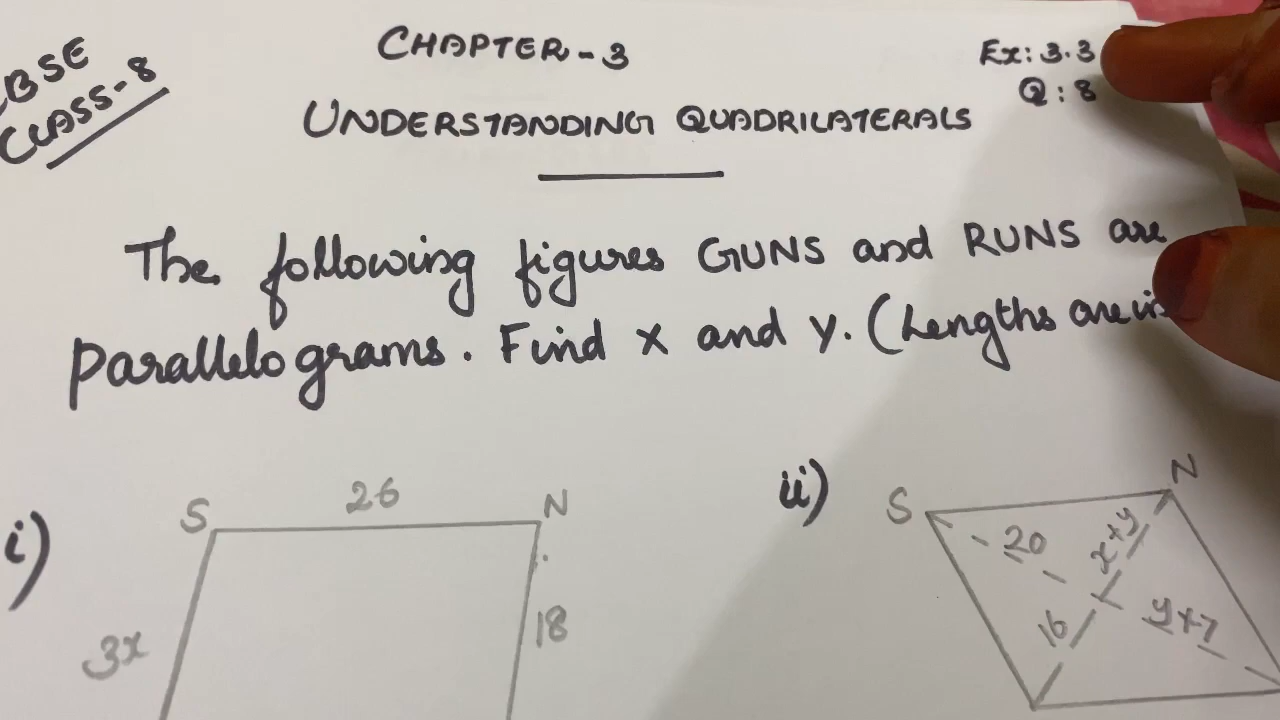 CBSE
CLASS-8
CHAPTER-3
Ex: 3.3
Q: 8
UNDERSTANDING QUADRILATERALS
The following figures GUNS and RUNS are
parallelograms. Find x and y. (Lengths are in
i)
S
26
N
3x
18
ii)
S
N
20
x+y
16
y+7